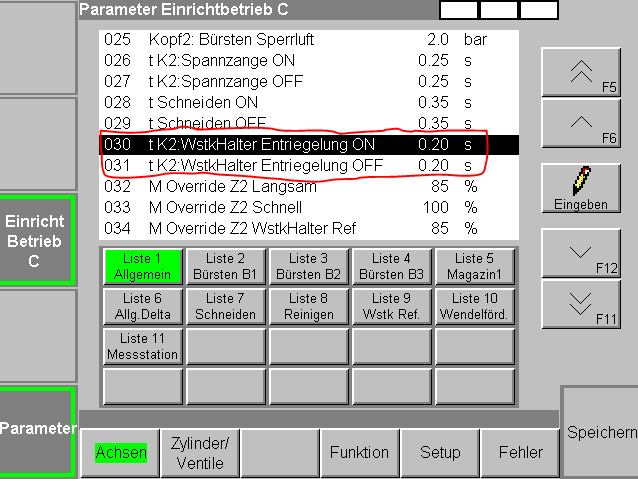 Parameter Einrichtbetrieb C
025 Kopf2: Bürsten Sperrluft 2.0 bar
026 t K2:Spannzange ON 0.25 s
027 t K2:Spannzange OFF 0.25 s
028 t Schneiden ON 0.35 s
029 t Schneiden OFF 0.35 s
030 t K2:WstkHalter Entriegelung ON 0.20 s
031 t K2:WstkHalter Entriegelung OFF 0.20 s
032 M Override Z2 Langsam 85 %
033 M Override Z2 Schnell 100 %
034 M Override Z2 WstkHalter Ref 85 %
F5
F6
Eingeben
F12
F11
Einricht
Betrieb
C
Liste 1 Liste 2 Liste 3 Liste 4 Liste 5
Allgemein Bürsten B1 Bürsten B2 Bürsten B3 Magazin1
Liste 6 Liste 7 Liste 8 Liste 9 Liste 10
Allg.Delta Schneiden Reinigen Wstk Ref. Wendelförd.
Liste 11
Messstation
Parameter
Achsen
Zylinder/
Ventile
Funktion
Setup
Fehler
Speichern